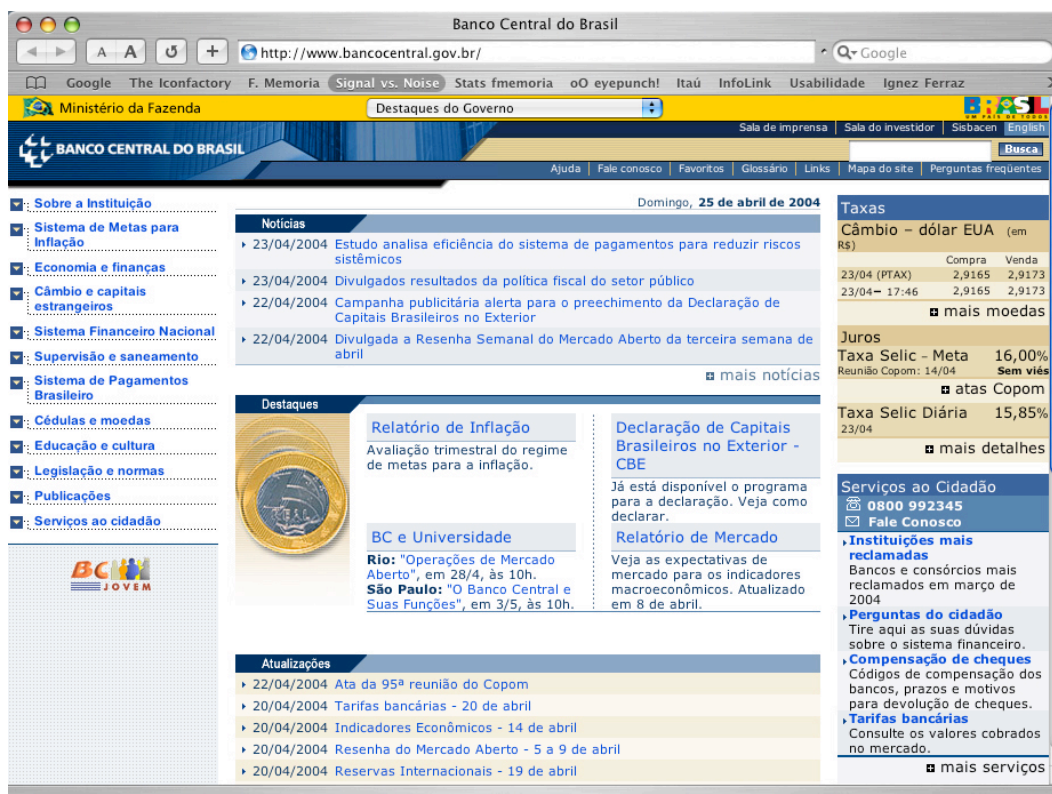 Banco Central do Brasil
A A
http://www.bancocentral.gov.br/
Google
Google The Iconfactory F. Memoria Signal vs. Noise Stats fmemoria oO eyepunch! Itaú InfoLink Usabilidade Ignez Ferraz
Ministério da Fazenda
Destaques do Governo
BRASIL
UM PAÍS DE TODOS
Sala de imprensa | Sala do investidor | Sisbacen English
BANCO CENTRAL DO BRASIL
Busca
Ajuda | Fale conosco | Favoritos | Glossário | Links | Mapa do site | Perguntas freqüentes
Sobre a Instituição
Sistema de Metas para
Inflação
Economia e finanças
Câmbio e capitais
estrangeiros
Sistema Financeiro Nacional
Supervisão e saneamento
Sistema de Pagamentos
Brasileiro
Cédulas e moedas
Educação e cultura
Legislação e normas
Publicações
Serviços ao cidadão
BC
JOVEM
Domingo, 25 de abril de 2004
Notícias
23/04/2004 Estudo analisa eficiência do sistema de pagamentos para reduzir riscos
sistêmicos
23/04/2004 Divulgados resultados da política fiscal do setor público
22/04/2004 Campanha publicitária alerta para o preechimento da Declaração de
Capitais Brasileiros no Exterior
22/04/2004 Divulgada a Resenha Semanal do Mercado Aberto da terceira semana de
abril
mais notícias
Destaques
REAL
Relatório de Inflação
Avaliação trimestral do regime
de metas para a inflação.
Declaração de Capitais
Brasileiros no Exterior -
CBE
Já está disponível o programa
para a declaração. Veja como
declarar.
BC e Universidade
Rio: "Operações de Mercado
Aberto", em 28/4, às 10h.
São Paulo: "O Banco Central e
Suas Funções", em 3/5, às 10h.
Relatório de Mercado
Veja as expectativas de
mercado para os indicadores
macroeconômicos. Atualizado
em 8 de abril.
Atualizações
22/04/2004 Ata da 95ª reunião do Copom
20/04/2004 Tarifas bancárias - 20 de abril
20/04/2004 Indicadores Econômicos - 14 de abril
20/04/2004 Resenha do Mercado Aberto - 5 a 9 de abril
20/04/2004 Reservas Internacionais - 19 de abril
Taxas
Câmbio – dólar EUA (em
R$)
Compra Venda
23/04 (PTAX) 2,9165 2,9173
23/04– 17:46 2,9165 2,9173
mais moedas
Juros
Taxa Selic – Meta 16,00%
Reunião Copom: 14/04 Sem viés
atas Copom
Taxa Selic Diária 15,85%
23/04
mais detalhes
Serviços ao Cidadão
0800 992345
Fale Conosco
Instituições mais
reclamadas
Bancos e consórcios mais
reclamados em março de
2004
Perguntas do cidadão
Tire aqui as suas dúvidas
sobre o sistema financeiro.
Compensação de cheques
Códigos de compensação dos
bancos, prazos e motivos
para devolução de cheques.
Tarifas bancárias
Consulte os valores cobrados
no mercado.
mais serviços